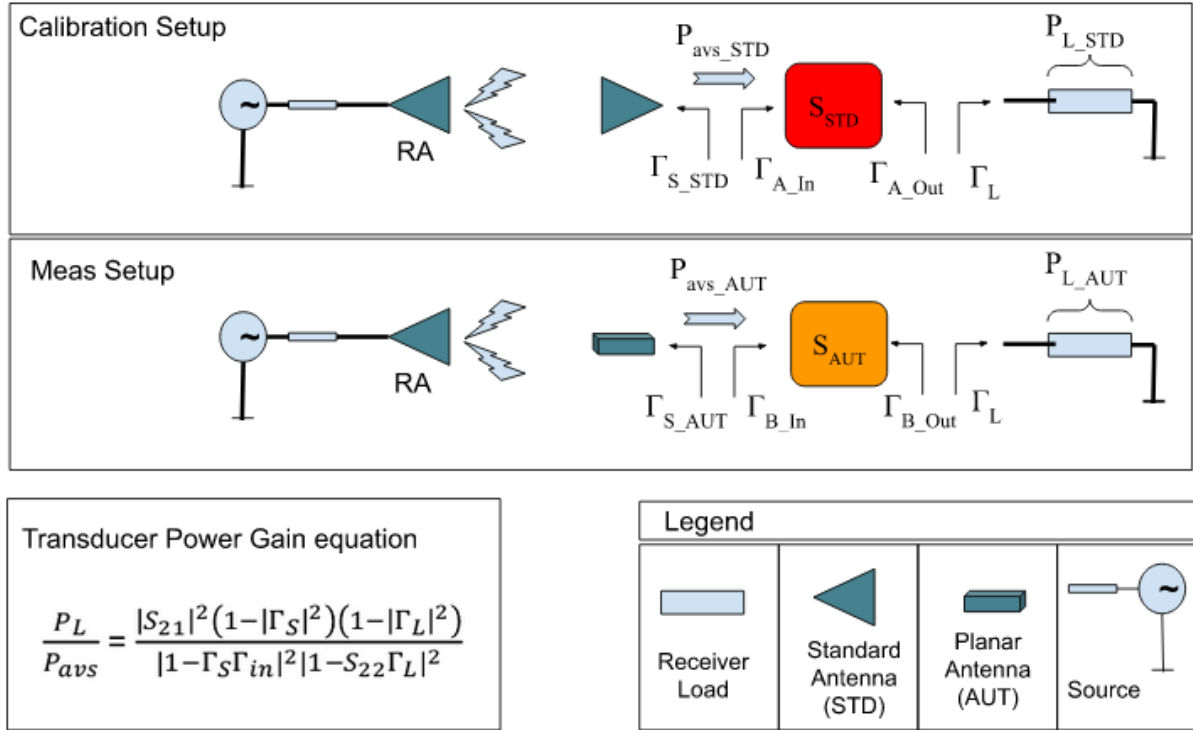 Calibration Setup
P_avs_STD
P_L_STD
~
RA
S_STD
Γ_S_STD
Γ_A_In
Γ_A_Out
Γ_L
Meas Setup
P_avs_AUT
P_L_AUT
~
RA
S_AUT
Γ_S_AUT
Γ_B_In
Γ_B_Out
Γ_L
Transducer Power Gain equation
P_L/P_avs = |S_21|^2(1−|Γ_S|^2)(1−|Γ_L|^2) / |1−Γ_SΓ_in|^2|1−S_22Γ_L|^2
Legend
~
Receiver
Load
Standard
Antenna
(STD)
Planar
Antenna
(AUT)
Source